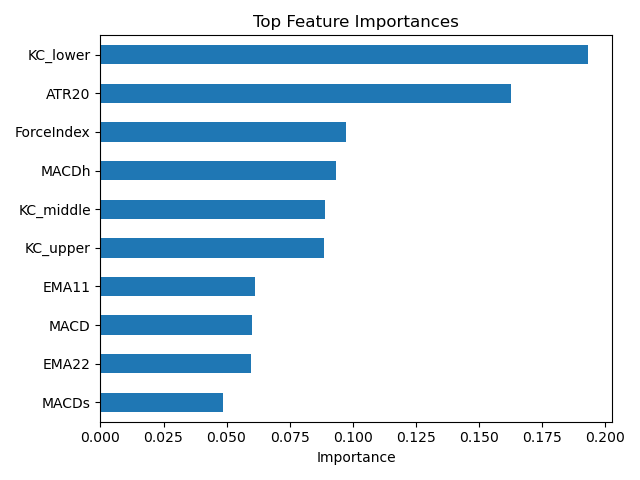 Top Feature Importances
KC_lower
ATR20
ForceIndex
MACDh
KC_middle
KC_upper
EMA11
MACD
EMA22
MACDs
0.000 0.025 0.050 0.075 0.100 0.125 0.150 0.175 0.200
Importance